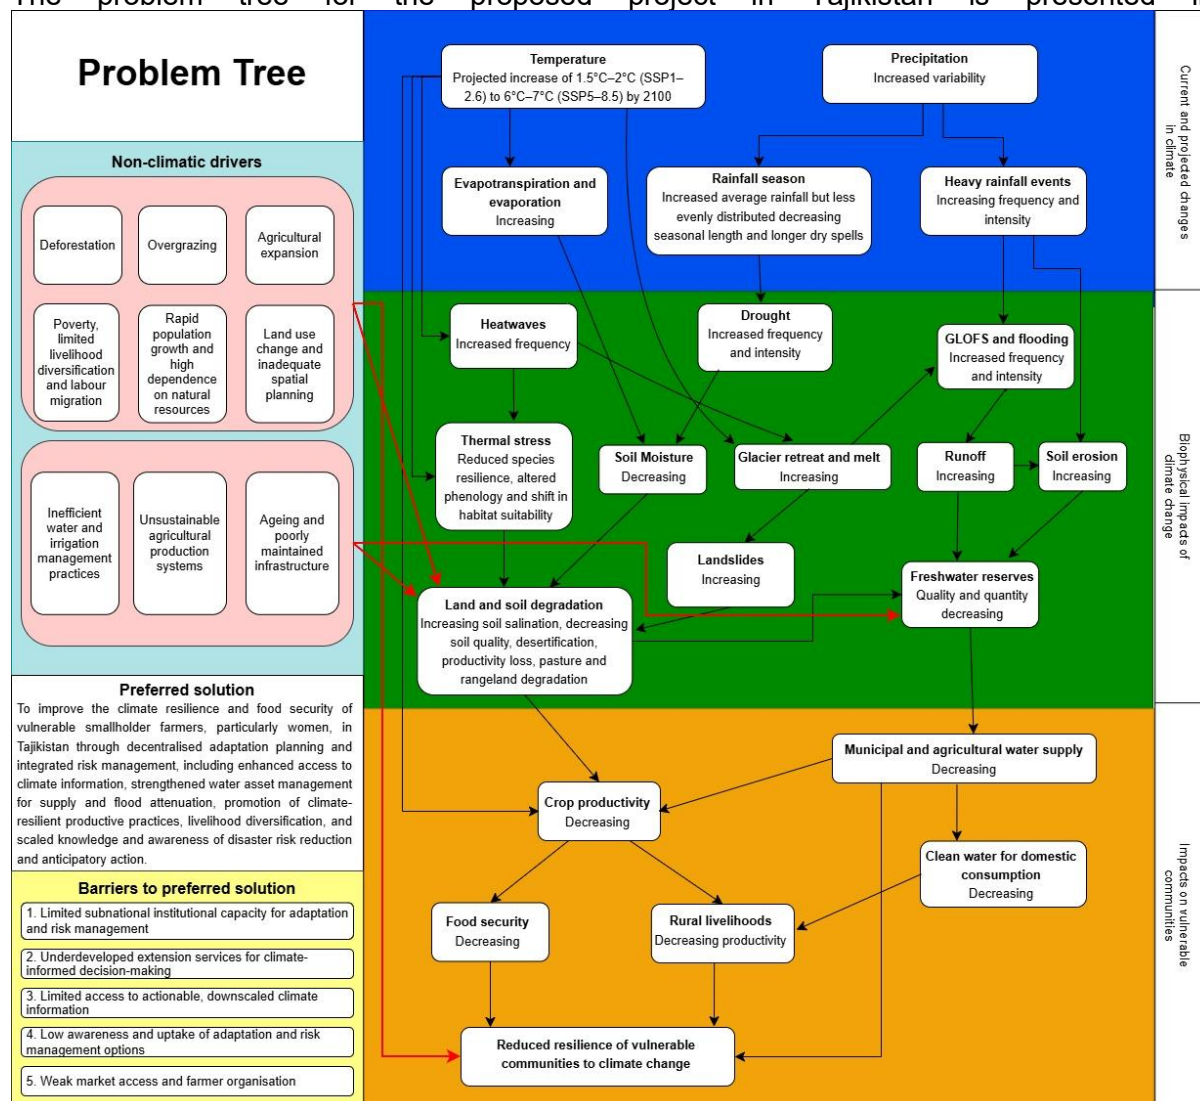 The problem tree for the proposed project in Tajikistan is presented
Problem Tree
Non-climatic drivers
Deforestation
Overgrazing
Agricultural
expansion
Poverty,
limited
livelihood
diversification
and labour
migration
Rapid
population
growth and
high
dependence
on natural
resources
Land use
change and
inadequate
spatial
planning
Inefficient
water and
irrigation
management
practices
Unsustainable
agricultural
production
systems
Ageing and
poorly
maintained
infrastructure
Preferred solution
To improve the climate resilience and food security of
vulnerable smallholder farmers, particularly women, in
Tajikistan through decentralised adaptation planning and
integrated risk management, including enhanced access to
climate information, strengthened water asset management
for supply and flood attenuation, promotion of climate-
resilient productive practices, livelihood diversification, and
scaled knowledge and awareness of disaster risk reduction
and anticipatory action.
Barriers to preferred solution
1. Limited subnational institutional capacity for adaptation
and risk management
2. Underdeveloped extension services for climate-
informed decision-making
3. Limited access to actionable, downscaled climate
information
4. Low awareness and uptake of adaptation and risk
management options
5. Weak market access and farmer organisation
Temperature
Projected increase of 1.5°C–2°C (SSP1–
2.6) to 6°C–7°C (SSP5–8.5) by 2100
Precipitation
Increased variability
Evapotranspiration and
evaporation
Increasing
Rainfall season
Increased average rainfall but less
evenly distributed decreasing
seasonal length and longer dry spells
Heavy rainfall events
Increasing frequency and
intensity
Heatwaves
Increased frequency
Drought
Increased frequency
and intensity
GLOFS and flooding
Increased frequency
and intensity
Thermal stress
Reduced species
resilience, altered
phenology and shift in
habitat suitability
Soil Moisture
Decreasing
Glacier retreat and melt
Increasing
Runoff
Increasing
Soil erosion
Increasing
Landslides
Increasing
Freshwater reserves
Quality and quantity
decreasing
Land and soil degradation
Increasing soil salination, decreasing
soil quality, desertification,
productivity loss, pasture and
rangeland degradation
Municipal and agricultural water supply
Decreasing
Crop productivity
Decreasing
Clean water for domestic
consumption
Decreasing
Food security
Decreasing
Rural livelihoods
Decreasing productivity
Reduced resilience of vulnerable
communities to climate change
Current and projected changes
in climate
Biophysical impacts of
climate change
Impacts on vulnerable
communities